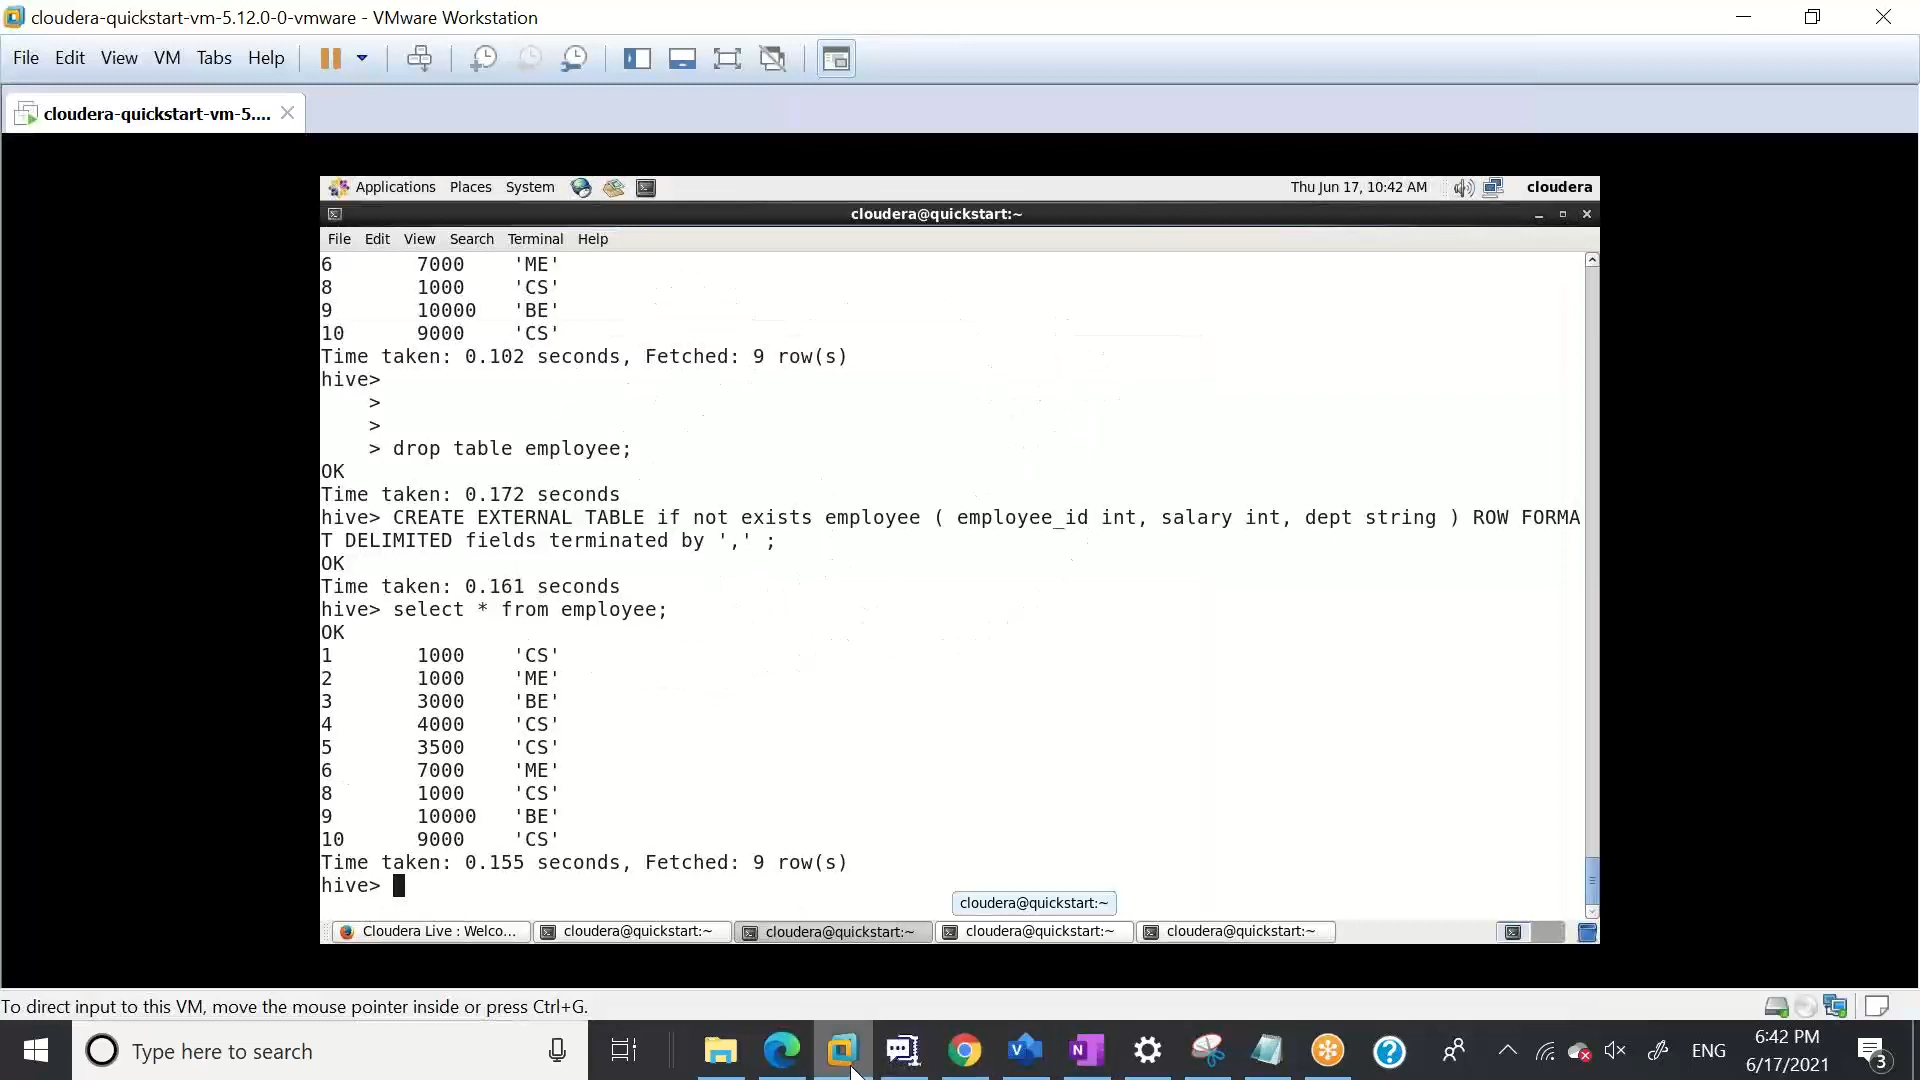 cloudera-quickstart-vm-5.12.0-0-vmware - VMware Workstation
File Edit View VM Tabs Help
cloudera-quickstart-vm-5....
Applications Places System Thu Jun 17, 10:42 AM cloudera
cloudera@quickstart:~
File Edit View Search Terminal Help
6 7000 'ME'
8 1000 'CS'
9 10000 'BE'
10 9000 'CS'
Time taken: 0.102 seconds, Fetched: 9 row(s)
hive>
>
>
> drop table employee;
OK
Time taken: 0.172 seconds
hive> CREATE EXTERNAL TABLE if not exists employee ( employee_id int, salary int, dept string ) ROW FORMA
T DELIMITED fields terminated by ',' ;
OK
Time taken: 0.161 seconds
hive> select * from employee;
OK
1 1000 'CS'
2 1000 'ME'
3 3000 'BE'
4 4000 'CS'
5 3500 'CS'
6 7000 'ME'
8 1000 'CS'
9 10000 'BE'
10 9000 'CS'
Time taken: 0.155 seconds, Fetched: 9 row(s)
hive>
cloudera@quickstart:~
Cloudera Live : Welco... cloudera@quickstart:~ cloudera@quickstart:~ cloudera@quickstart:~ cloudera@quickstart:~
To direct input to this VM, move the mouse pointer inside or press Ctrl+G.
Type here to search ENG 6:42 PM
6/17/2021 3